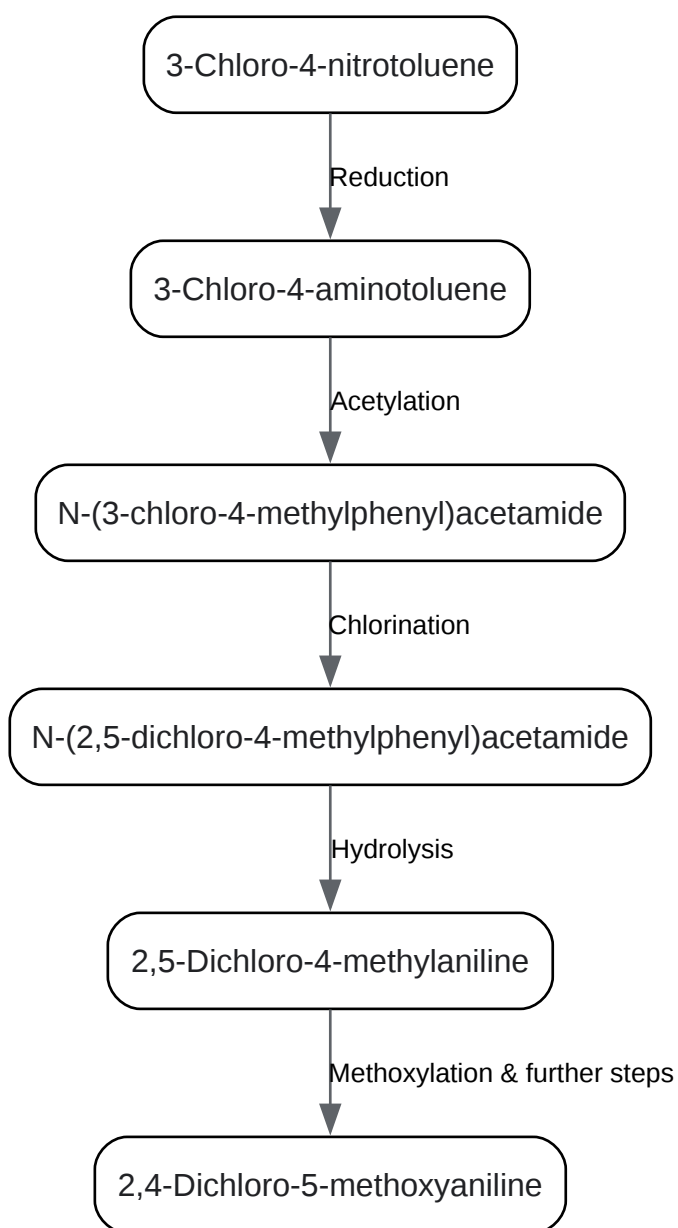 3-Chloro-4-nitrotoluene
Reduction
3-Chloro-4-aminotoluene
Acetylation
N-(3-chloro-4-methylphenyl)acetamide
Chlorination
N-(2,5-dichloro-4-methylphenyl)acetamide
Hydrolysis
2,5-Dichloro-4-methylaniline
Methoxylation & further steps
2,4-Dichloro-5-methoxyaniline